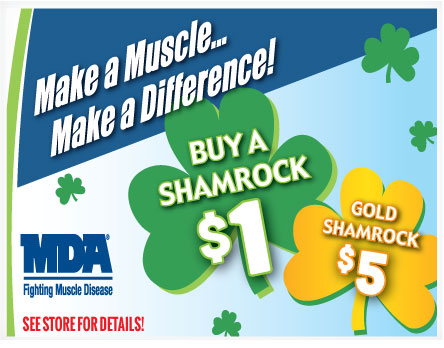 Make a Muscle...
Make a Difference!
BUY A
SHAMROCK
$1
GOLD
SHAMROCK
$5
MDA®
Fighting Muscle Disease
SEE STORE FOR DETAILS!